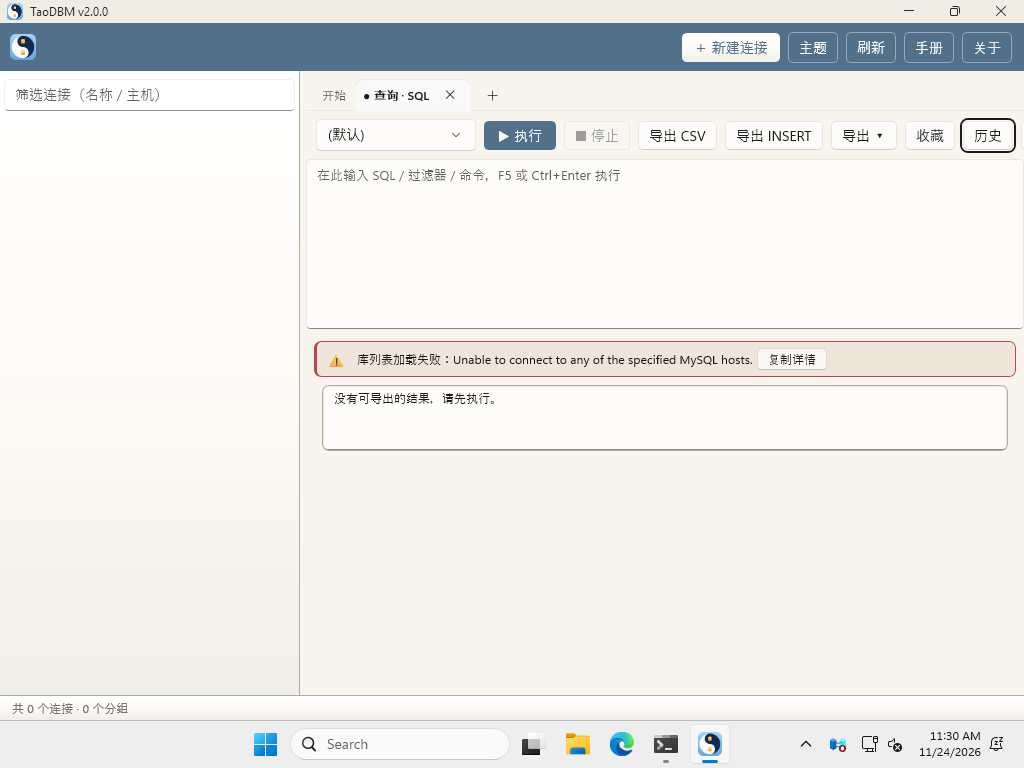 TaoDBM v2.0.0
+ 新建连接
主题
刷新
手册
关于
筛选连接（名称 / 主机）
开始
● 查询 · SQL
(默认)
▶ 执行
■ 停止
导出 CSV
导出 INSERT
导出 ▾
收藏
历史
在此输入 SQL / 过滤器 / 命令，F5 或 Ctrl+Enter 执行
库列表加载失败：Unable to connect to any of the specified MySQL hosts.
复制详情
没有可导出的结果，请先执行。
共 0 个连接 · 0 个分组
Search
11:30 AM
11/24/2026